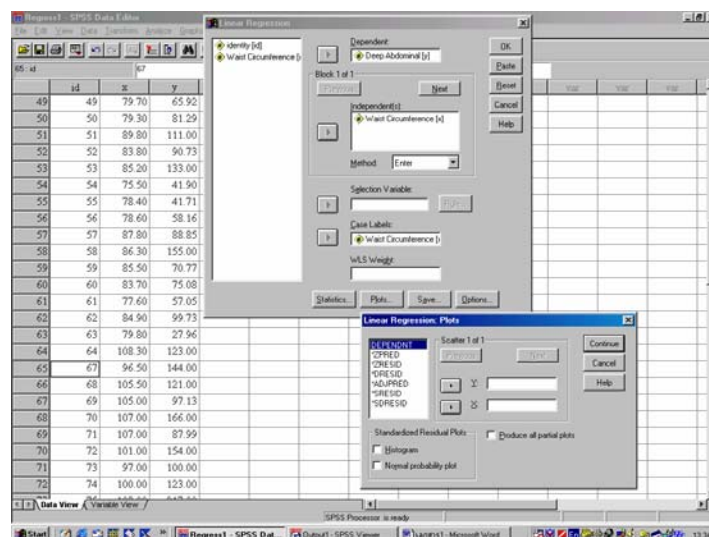 Regress1 - SPSS Data Editor
File Edit View Data Transform Analyze Graphs
65 : id 67
id x y var var var
49 49 79.70 65.92
50 50 79.30 81.29
51 51 89.80 111.00
52 52 83.80 90.73
53 53 85.20 133.00
54 54 75.50 41.90
55 55 78.40 41.71
56 56 78.60 58.16
57 57 87.80 88.85
58 58 86.30 155.00
59 59 85.50 70.77
60 60 83.70 75.08
61 61 77.60 57.05
62 62 84.90 99.73
63 63 79.80 27.96
64 64 108.30 123.00
65 67 96.50 144.00
66 68 105.50 121.00
67 69 105.00 97.13
68 70 107.00 166.00
69 71 107.00 87.99
70 72 101.00 154.00
71 73 97.00 100.00
72 74 100.00 123.00
Data View Variable View
SPSS Processor is ready
Linear Regression
identity [id]
Waist Circumference [
Dependent:
Deep Abdominal [y]
Block 1 of 1
Previous Next
Independent(s):
Waist Circumference [x]
Method: Enter
Selection Variable:
Rule...
Case Labels:
Waist Circumference [
WLS Weight:
Statistics... Plots... Save... Options...
OK
Paste
Reset
Cancel
Help
Linear Regression: Plots
DEPENDNT
*ZPRED
*ZRESID
*DRESID
*ADJPRED
*SRESID
*SDRESID
Scatter 1 of 1
Previous Next
Y:
X:
Continue
Cancel
Help
Standardized Residual Plots
Histogram
Normal probability plot
Produce all partial plots
Start Regress1 - SPSS Dat... Output1 - SPSS Viewer - Microsoft Word 13:34